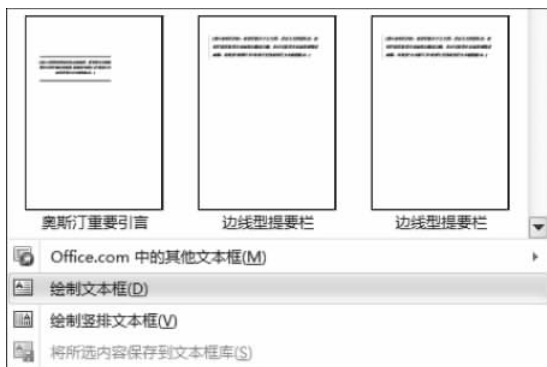 奥斯汀重要引言 边线型提要栏 边线型提要栏
Office.com 中的其他文本框(M)
绘制文本框(D)
绘制竖排文本框(V)
将所选内容保存到文本框库(S)